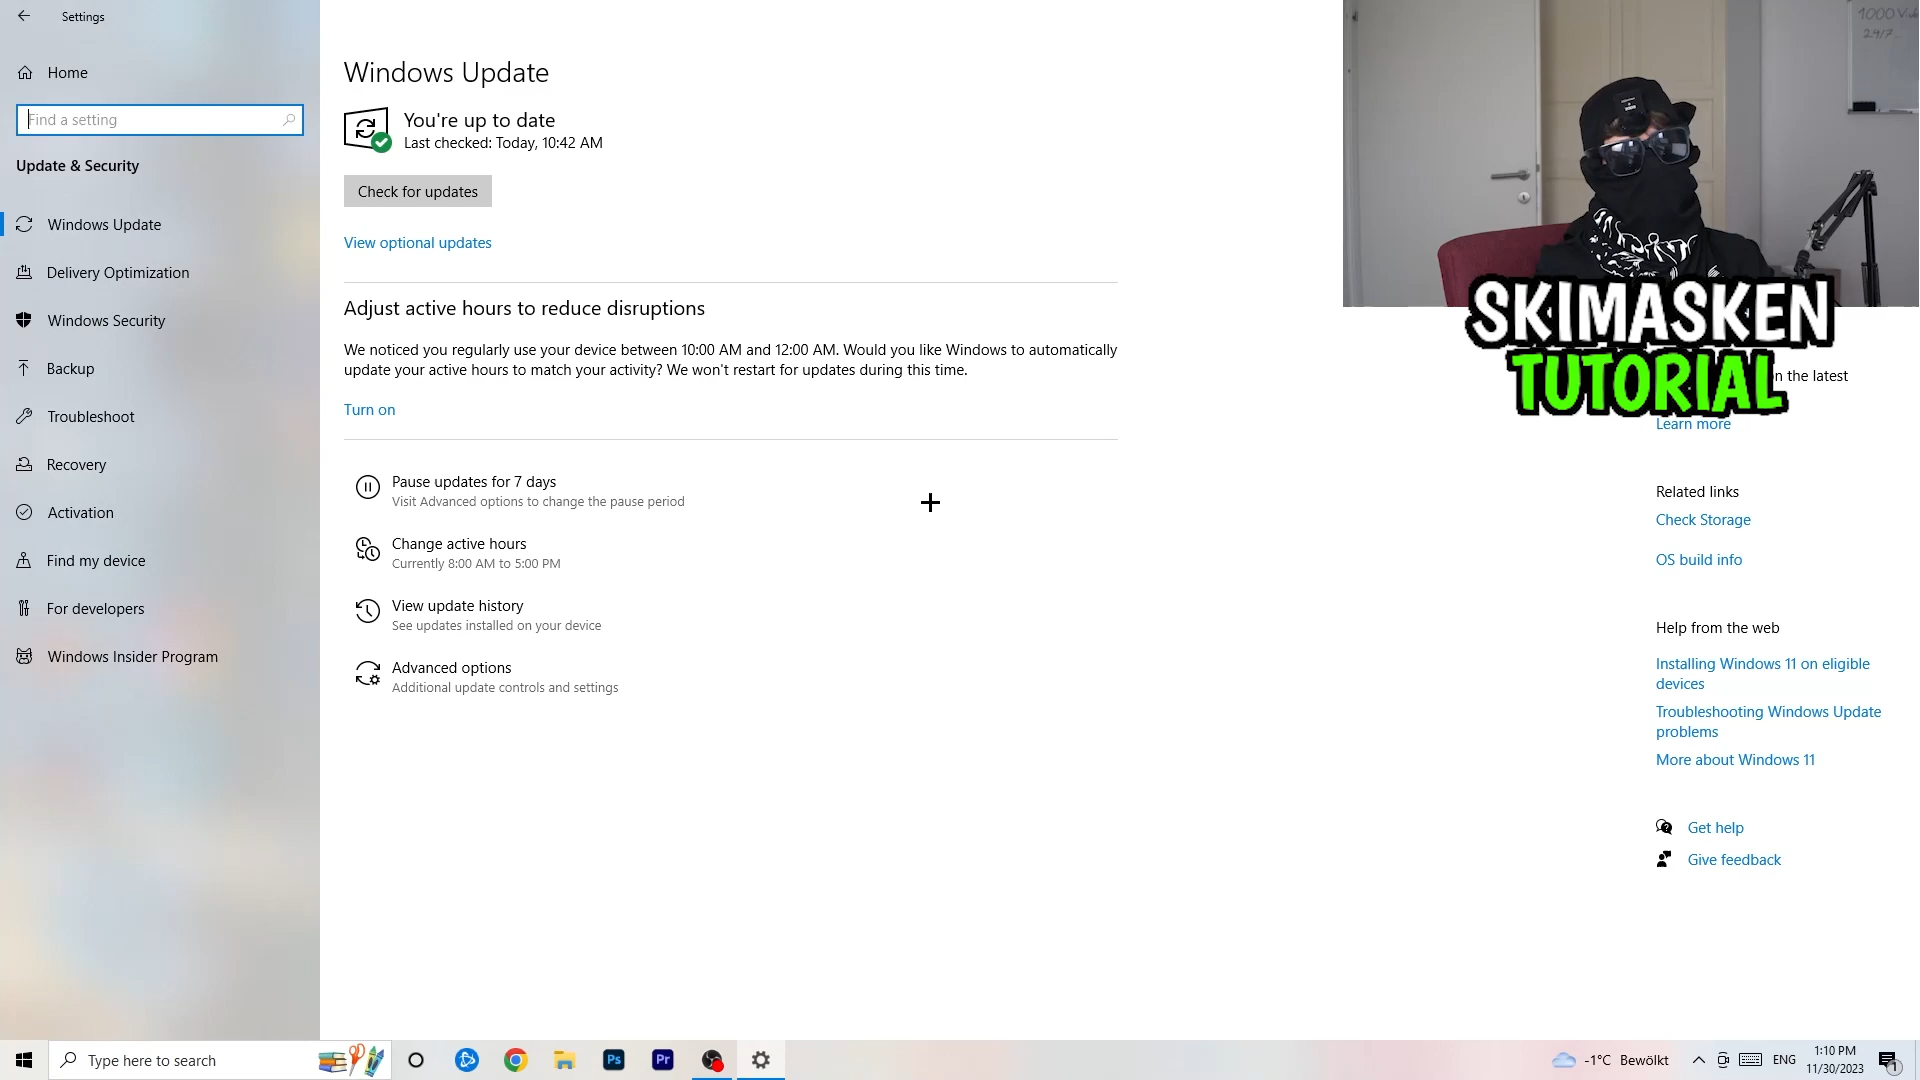 Settings
Home
Find a setting
Update & Security
Windows Update
Delivery Optimization
Windows Security
Backup
Troubleshoot
Recovery
Activation
Find my device
For developers
Windows Insider Program
Windows Update
You're up to date
Last checked: Today, 10:42 AM
Check for updates
View optional updates
Adjust active hours to reduce disruptions
We noticed you regularly use your device between 10:00 AM and 12:00 AM. Would you like Windows to automatically
update your active hours to match your activity? We won't restart for updates during this time.
Turn on
Pause updates for 7 days
Visit Advanced options to change the pause period
Change active hours
Currently 8:00 AM to 5:00 PM
View update history
See updates installed on your device
Advanced options
Additional update controls and settings
SKIMASKEN
TUTORIAL
n the latest
Learn more
Related links
Check Storage
OS build info
Help from the web
Installing Windows 11 on eligible
devices
Troubleshooting Windows Update
problems
More about Windows 11
Get help
Give feedback
Type here to search
Ps
Pr
-1°C Bewölkt
ENG
1:10 PM
11/30/2023
1